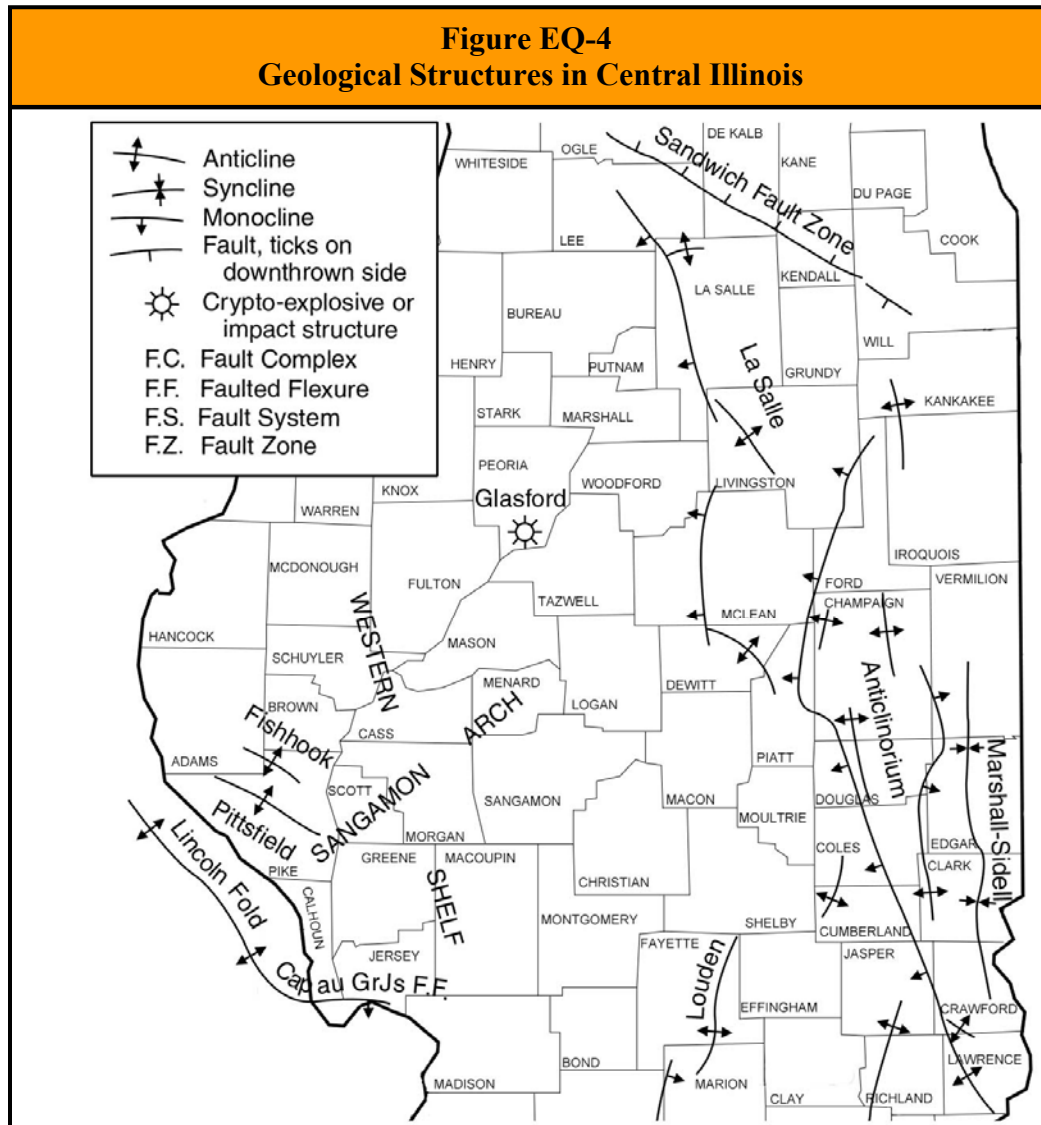 Figure EQ-4
Geological Structures in Central Illinois
Anticline
Syncline
Monocline
Fault, ticks on
downthrown side
Crypto-explosive or
impact structure
F.C. Fault Complex
F.F. Faulted Flexure
F.S. Fault System
F.Z. Fault Zone
WHITESIDE
OGLE
DE KALB
KANE
DU PAGE
COOK
Sandwich Fault Zone
LEE
KENDALL
LA SALLE
BUREAU
WILL
HENRY
PUTNAM
GRUNDY
La Salle
KANKAKEE
STARK
MARSHALL
PEORIA
WOODFORD
LIVINGSTON
KNOX
Glasford
WARREN
IROQUOIS
MCDONOUGH
FULTON
TAZWELL
FORD
VERMILION
CHAMPAIGN
MCLEAN
HANCOCK
MASON
SCHUYLER
WESTERN
MENARD
DEWITT
LOGAN
BROWN
ARCH
CASS
Anticlinorium
Fishhook
ADAMS
PIATT
SCOTT
SANGAMON
SANGAMON
MACON
DOUGLAS
Marshall-Sidell
Pittsfield
MORGAN
MOULTRIE
EDGAR
COLES
PIKE
GREENE
MACOUPIN
CLARK
Lincoln Fold
CALHOUN
SHELF
CHRISTIAN
MONTGOMERY
SHELBY
CUMBERLAND
JERSEY
FAYETTE
JASPER
Cap au GrJs F.F.
Louden
EFFINGHAM
CRAWFORD
BOND
LAWRENCE
MADISON
MARION
CLAY
RICHLAND